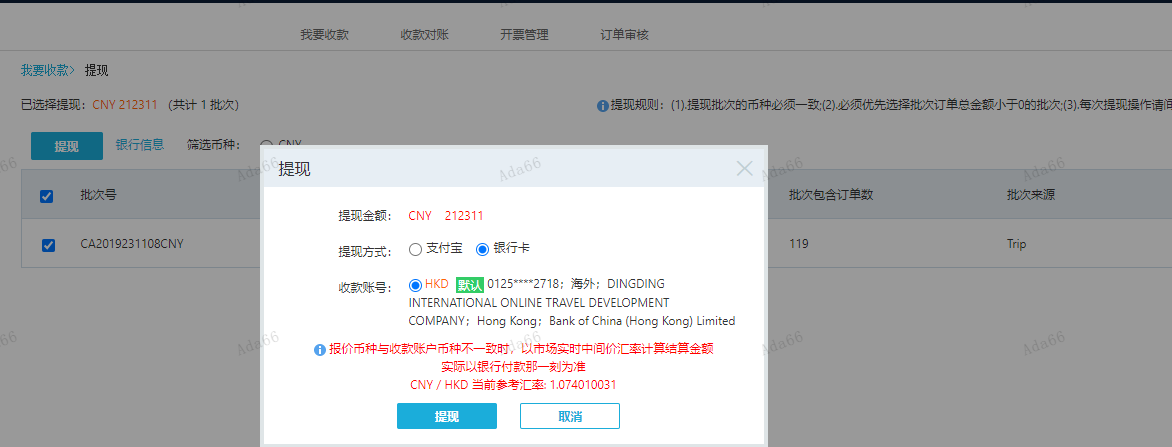 我要收款 收款对账 开票管理 订单审核
我要收款> 提现
已选择提现：CNY 212311 (共计 1 批次)
提现规则：(1).提现批次的币种必须一致;(2).必须优先选择批次订单总金额小于0的批次;(3).每次提现操作请间
提现 银行信息 筛选币种： CNY
批次号 批次包含订单数 批次来源
CA2019231108CNY 119 Trip
提现
提现金额： CNY 212311
提现方式： 支付宝 银行卡
收款账号： HKD 默认 0125****2718；海外；DINGDING
INTERNATIONAL ONLINE TRAVEL DEVELOPMENT
COMPANY；Hong Kong；Bank of China (Hong Kong) Limited
报价币种与收款账户币种不一致时，以市场实时中间价汇率计算结算金额
实际以银行付款那一刻为准
CNY / HKD 当前参考汇率: 1.074010031
提现 取消
Ada66
Ada66
Ada66
Ada66
Ada66
Ada66